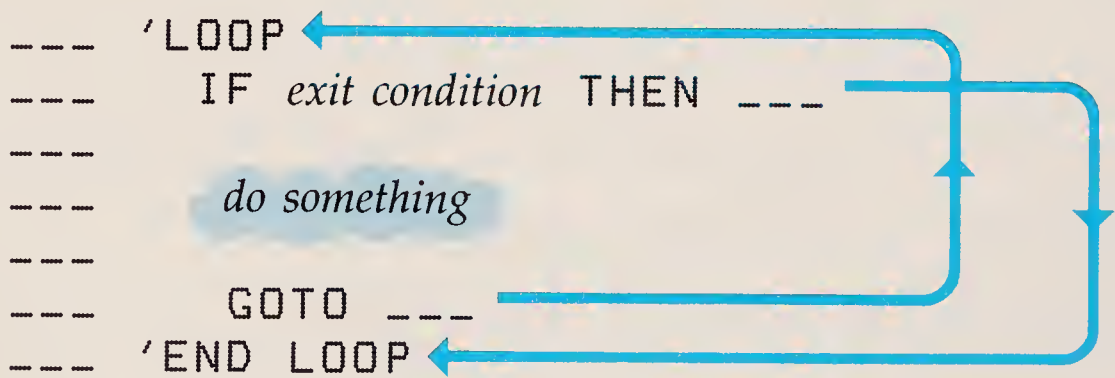 ___ 'LOOP
___ IF exit condition THEN ___
___
___ do something
___
___ GOTO ___
___ 'END LOOP